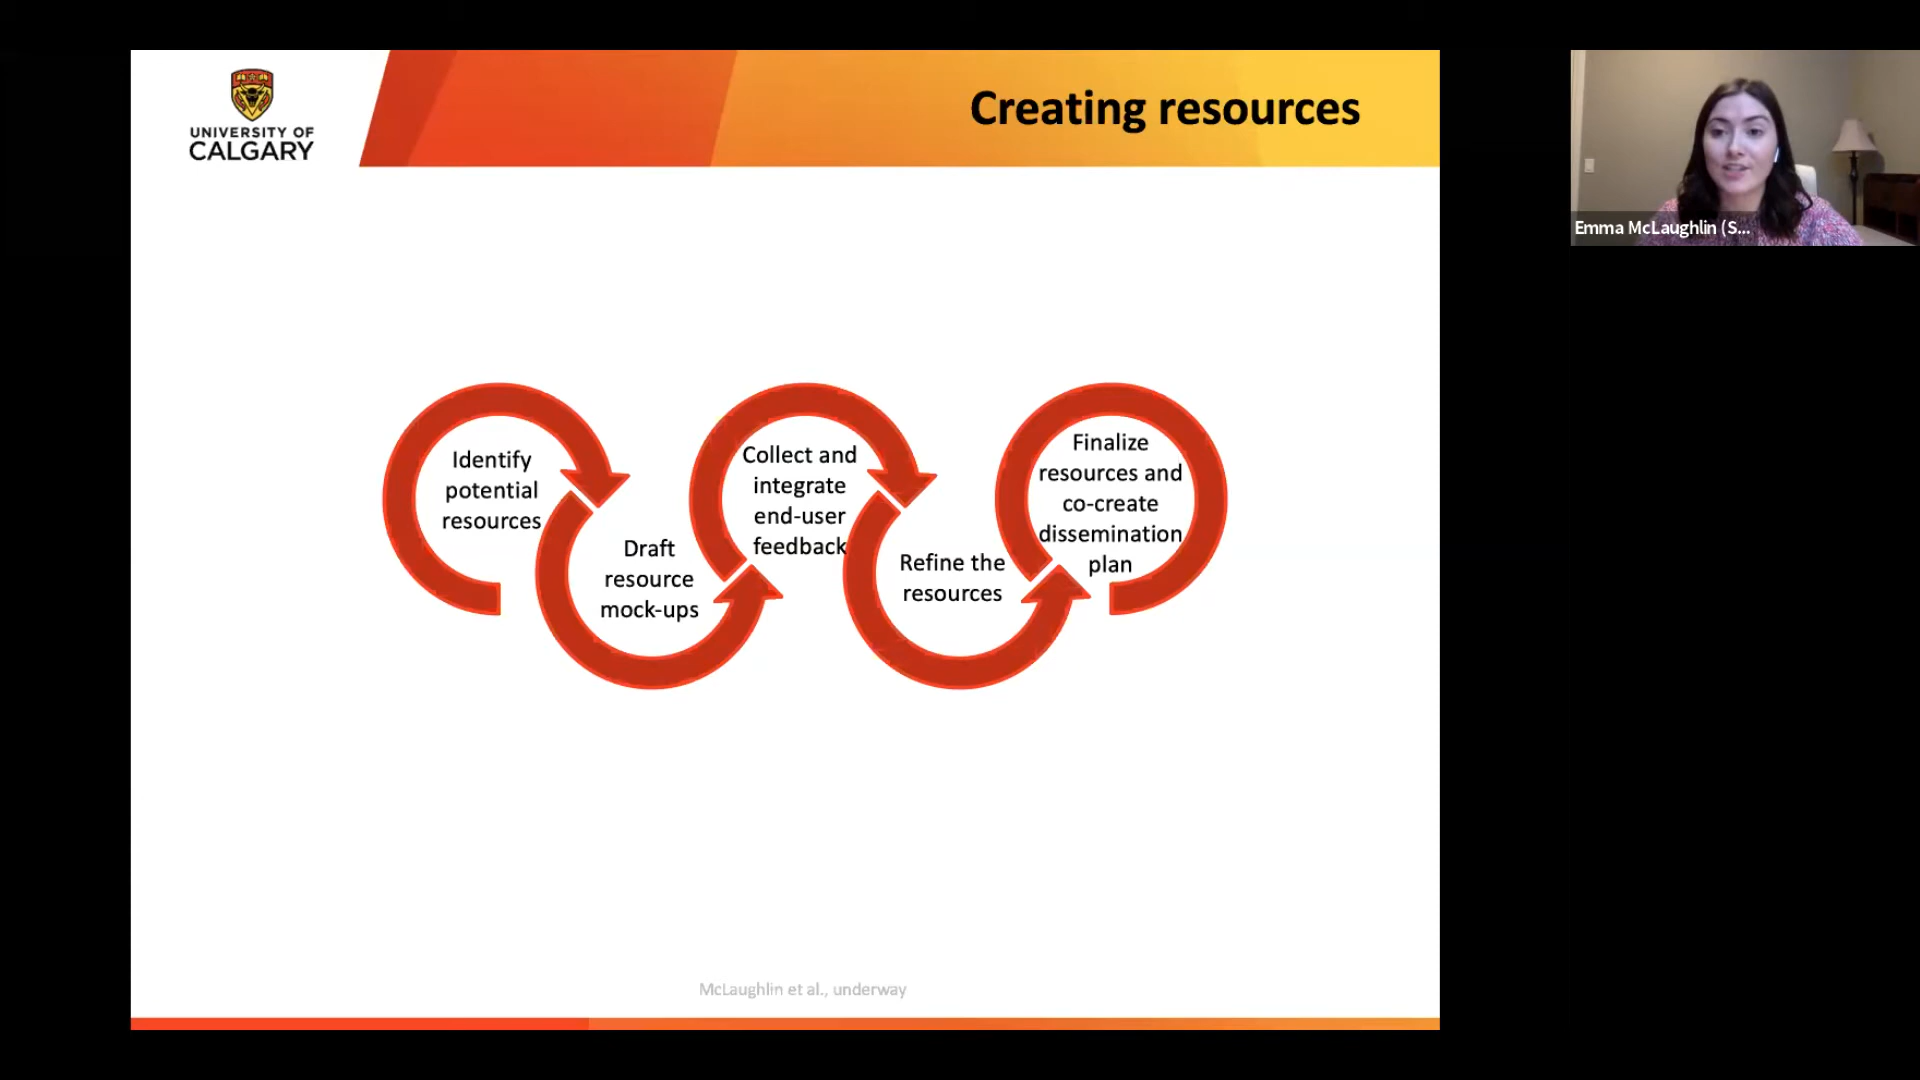 UNIVERSITY OF
CALGARY
Creating resources
Emma McLaughlin (S...
Identify
potential
resources
Draft
resource
mock-ups
Collect and
integrate
end-user
feedback
Refine the
resources
Finalize
resources and
co-create
dissemination
plan
McLaughlin et al., underway